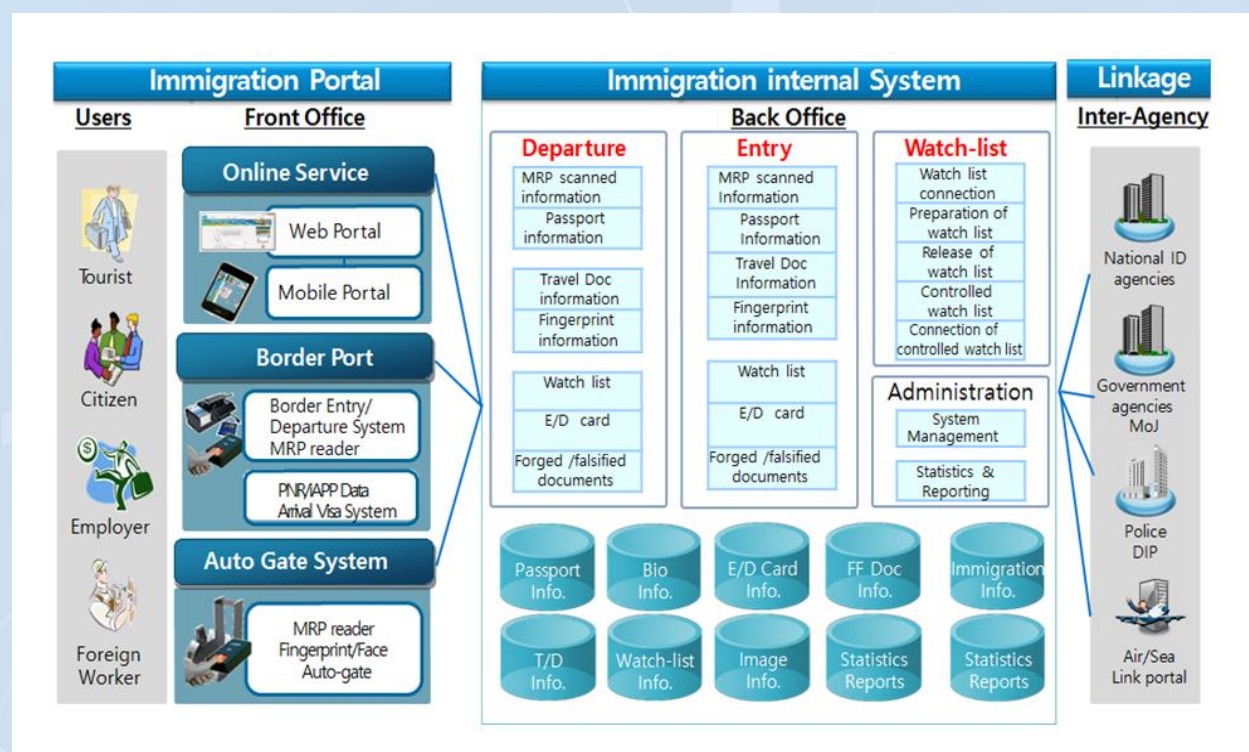 Immigration Portal
Users
Front Office
Tourist
Citizen
Employer
Foreign
Worker
Online Service
Web Portal
Mobile Portal
Border Port
Border Entry/
Departure System
MRP reader
PNR/iAPP Data
Arrival Visa System
Auto Gate System
MRP reader
Fingerprint/Face
Auto-gate
Immigration internal System
Back Office
Departure
MRP scanned
information
Passport
information
Travel Doc
information
Fingerprint
information
Watch list
E/D card
Forged /falsified
documents
Entry
MRP scanned
Information
Passport
Information
Travel Doc
Information
Fingerprint
information
Watch list
E/D card
Forged /falsified
documents
Watch-list
Watch list
connection
Preparation of
watch list
Release of
watch list
Controlled
watch list
Connection of
controlled watch list
Administration
System
Management
Statistics &
Reporting
Passport
Info.
Bio
Info.
E/D Card
Info.
FF Doc
Info.
Immigration
Info.
T/D
Info.
Watch-list
Info.
Image
Info.
Statistics
Reports
Statistics
Reports
Linkage
Inter-Agency
National ID
agencies
Government
agencies
MoJ
Police
DIP
Air/Sea
Link portal